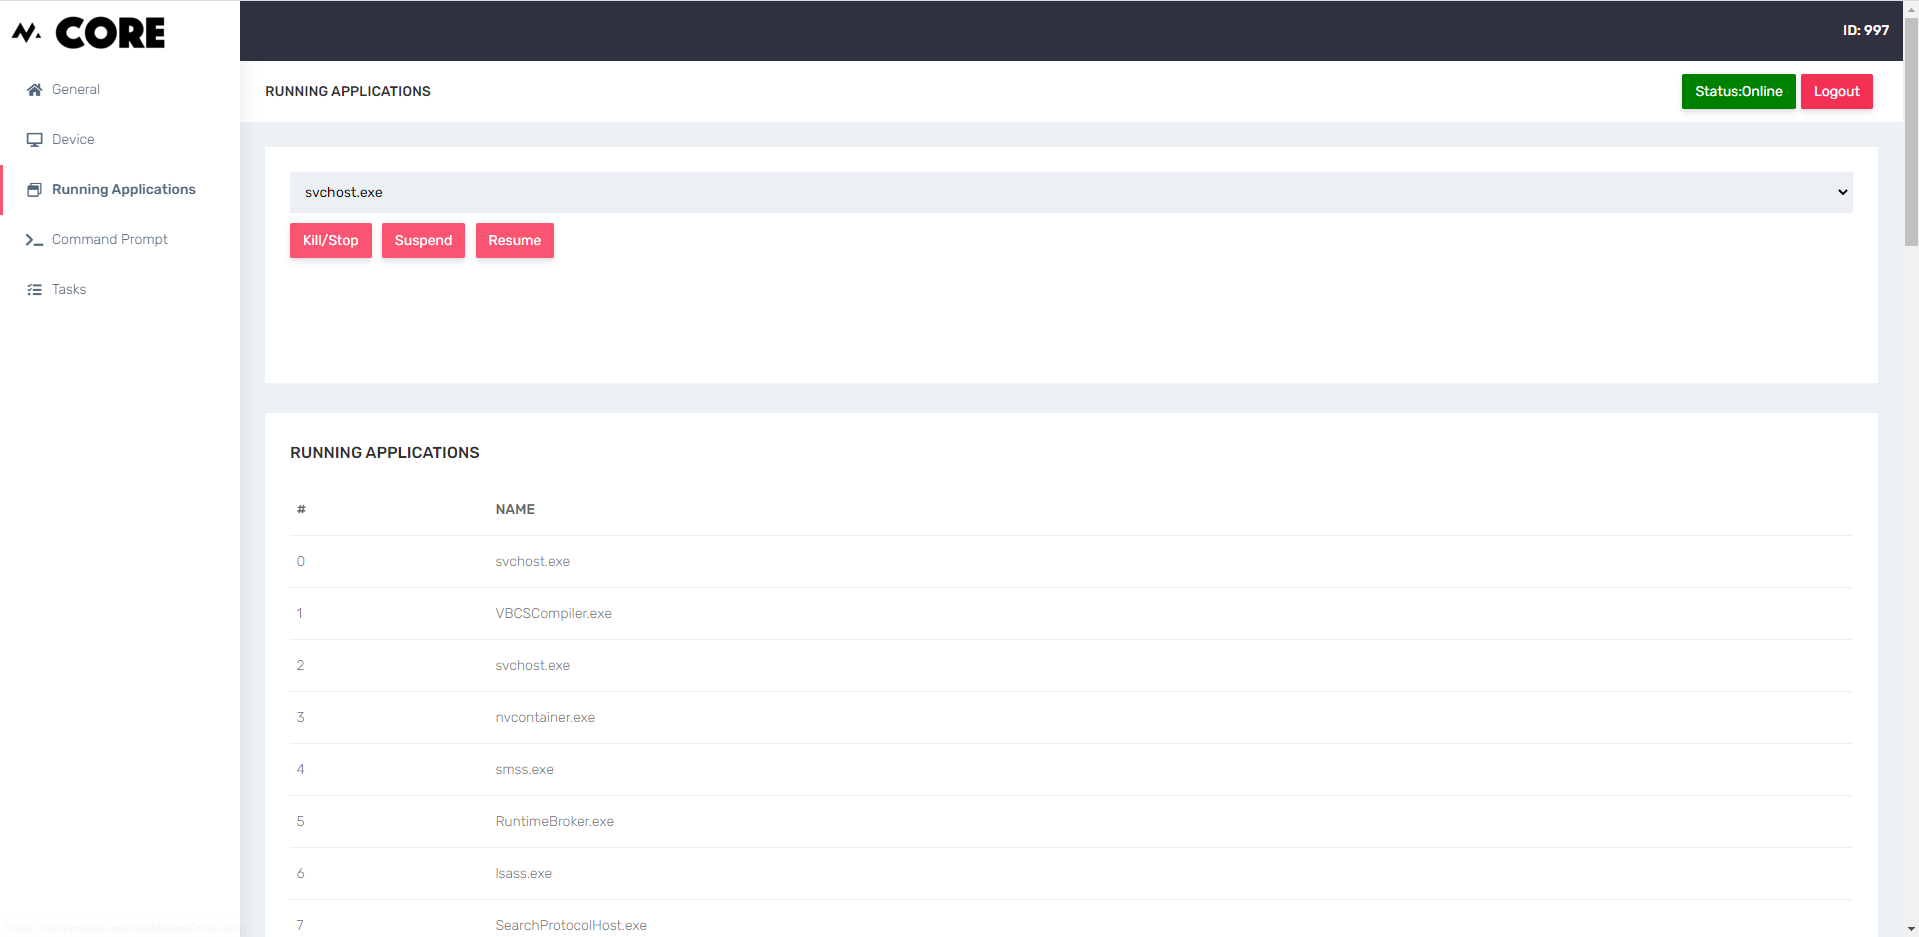 CORE
ID: 997
General
Device
Running Applications
Command Prompt
Tasks
RUNNING APPLICATIONS
Status:Online
Logout
svchost.exe
Kill/Stop
Suspend
Resume
RUNNING APPLICATIONS
# NAME
0 svchost.exe
1 VBCSCompiler.exe
2 svchost.exe
3 nvcontainer.exe
4 smss.exe
5 RuntimeBroker.exe
6 lsass.exe
7 SearchProtocolHost.exe